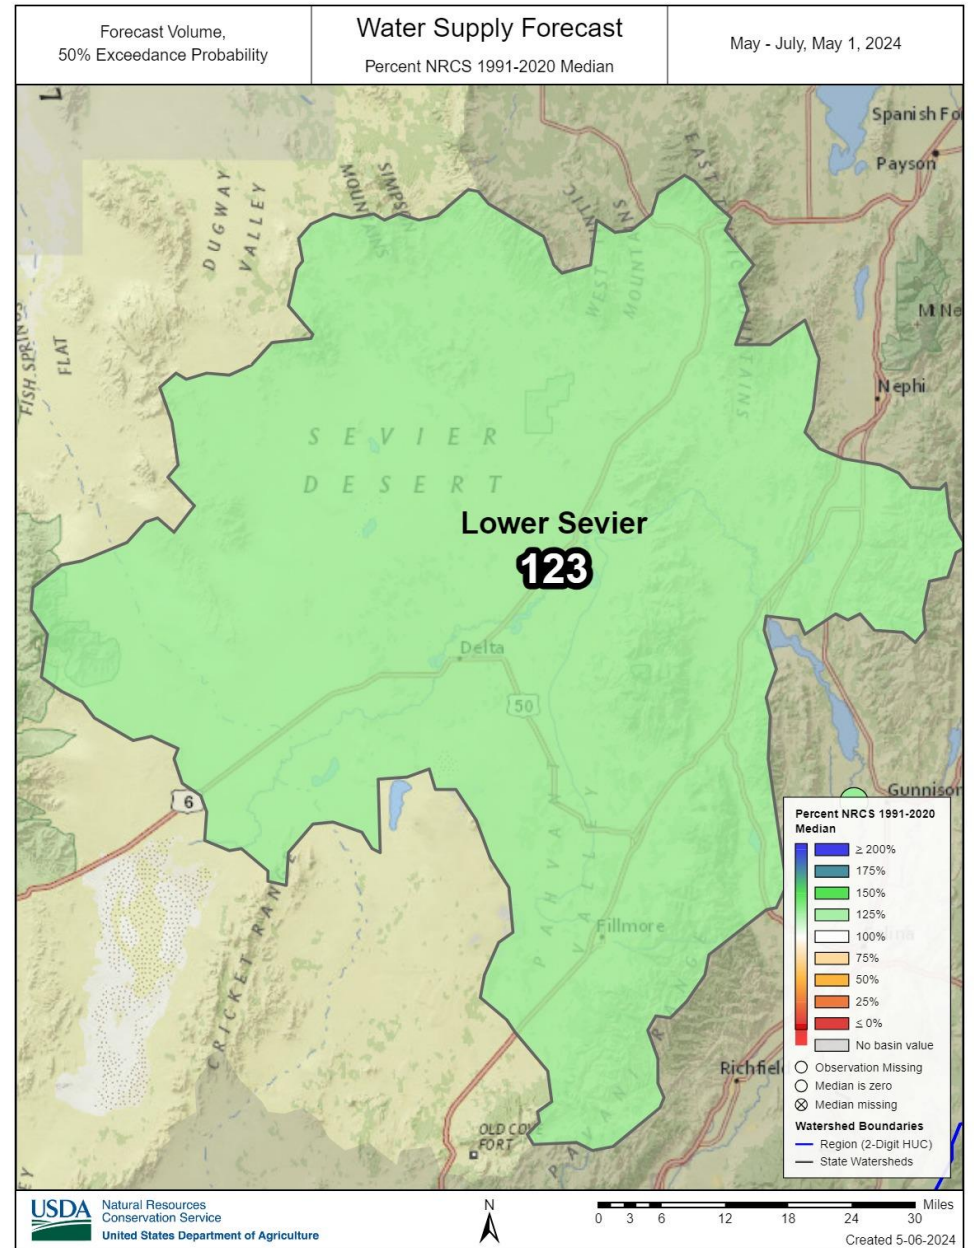 Forecast Volume,
50% Exceedance Probability
Water Supply Forecast
Percent NRCS 1991-2020 Median
May - July, May 1, 2024
Spanish Fo
Payson
EAST
TINTIC
MOUNTAINS
SIMPSON
MOUNTAINS
DUGWAY
VALLEY
WEST
TINTIC
MOUNTAINS
FISH SPRINGS
FLAT
Mt Ne
Nephi
SEVIER
DESERT
Lower Sevier
123
Delta
50
6
Gunnison
PAHVANT
VALLEY
Fillmore
CRICKET RANGE
Richfield
OLD COVE
FORT
Percent NRCS 1991-2020
Median
≥ 200%
175%
150%
125%
100%
75%
50%
25%
≤ 0%
No basin value
Observation Missing
Median is zero
Median missing
Watershed Boundaries
Region (2-Digit HUC)
State Watersheds
USDA
Natural Resources
Conservation Service
United States Department of Agriculture
N
0 3 6 12 18 24 30 Miles
Created 5-06-2024